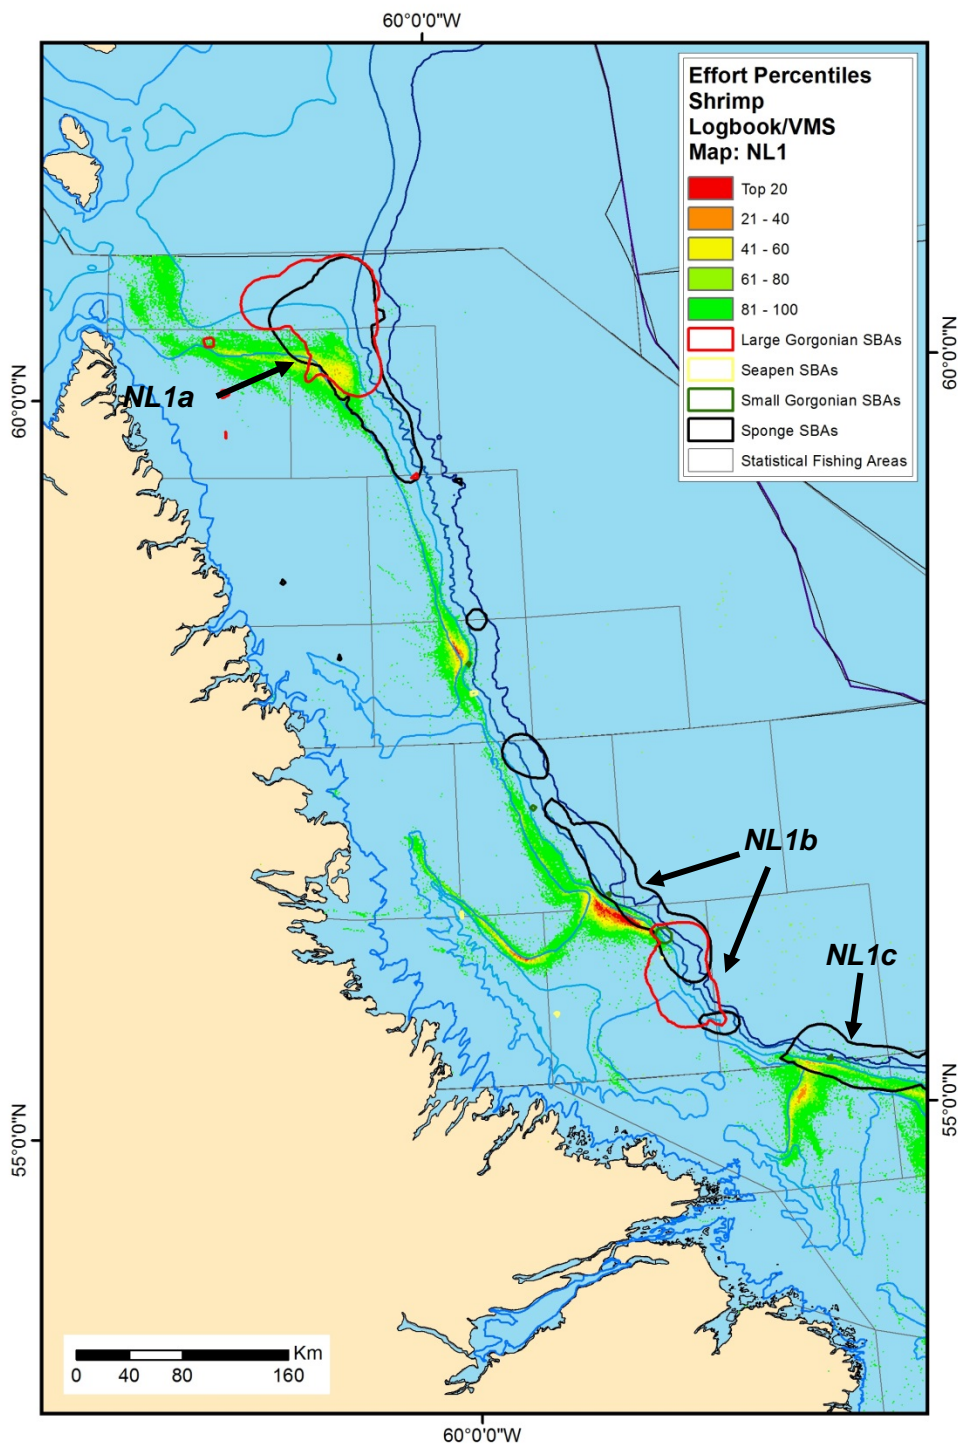 60°0'0"W
Effort Percentiles
Shrimp
Logbook/VMS
Map: NL1
Top 20
21 - 40
41 - 60
61 - 80
81 - 100
Large Gorgonian SBAs
Seapen SBAs
Small Gorgonian SBAs
Sponge SBAs
Statistical Fishing Areas
60°0'0"N
60°0'0"N
NL1a
NL1b
NL1c
55°0'0"N
55°0'0"N
Km
0 40 80 160
60°0'0"W